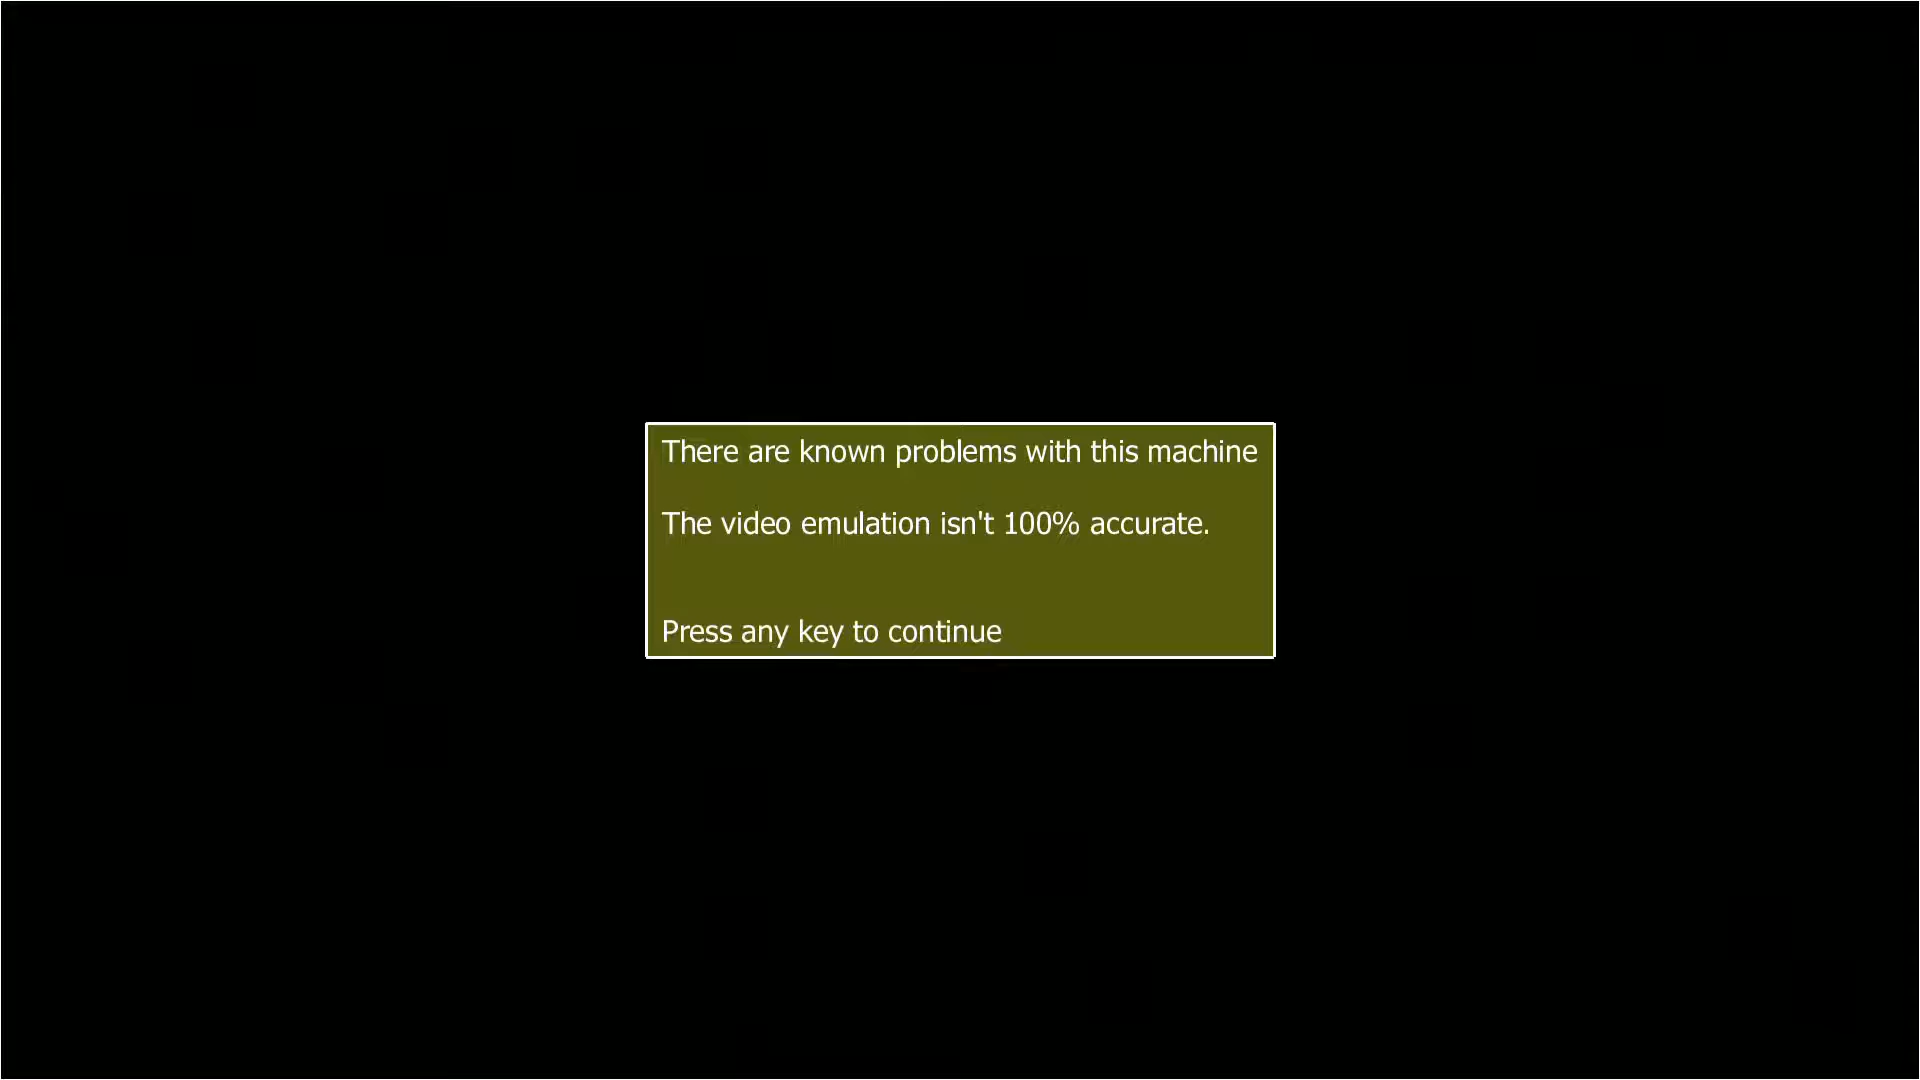 There are known problems with this machine
The video emulation isn't 100% accurate.
Press any key to continue